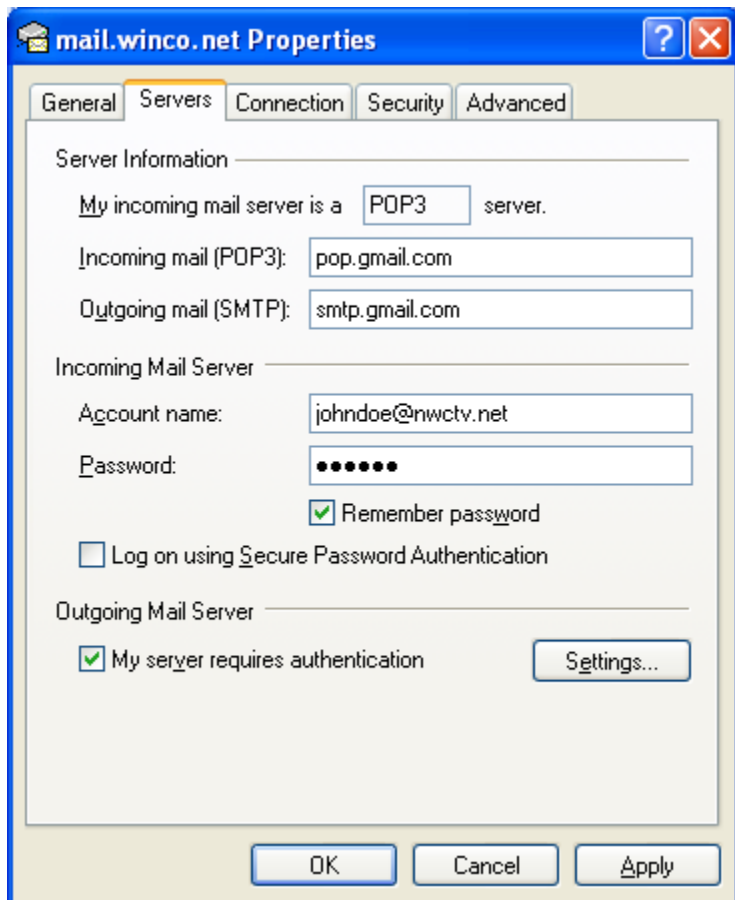 mail.winco.net Properties
General Servers Connection Security Advanced
Server Information
My incoming mail server is a POP3 server.
Incoming mail (POP3): pop.gmail.com
Outgoing mail (SMTP): smtp.gmail.com
Incoming Mail Server
Account name: johndoe@nwctv.net
Password: ●●●●●●
Remember password
Log on using Secure Password Authentication
Outgoing Mail Server
My server requires authentication Settings...
OK Cancel Apply